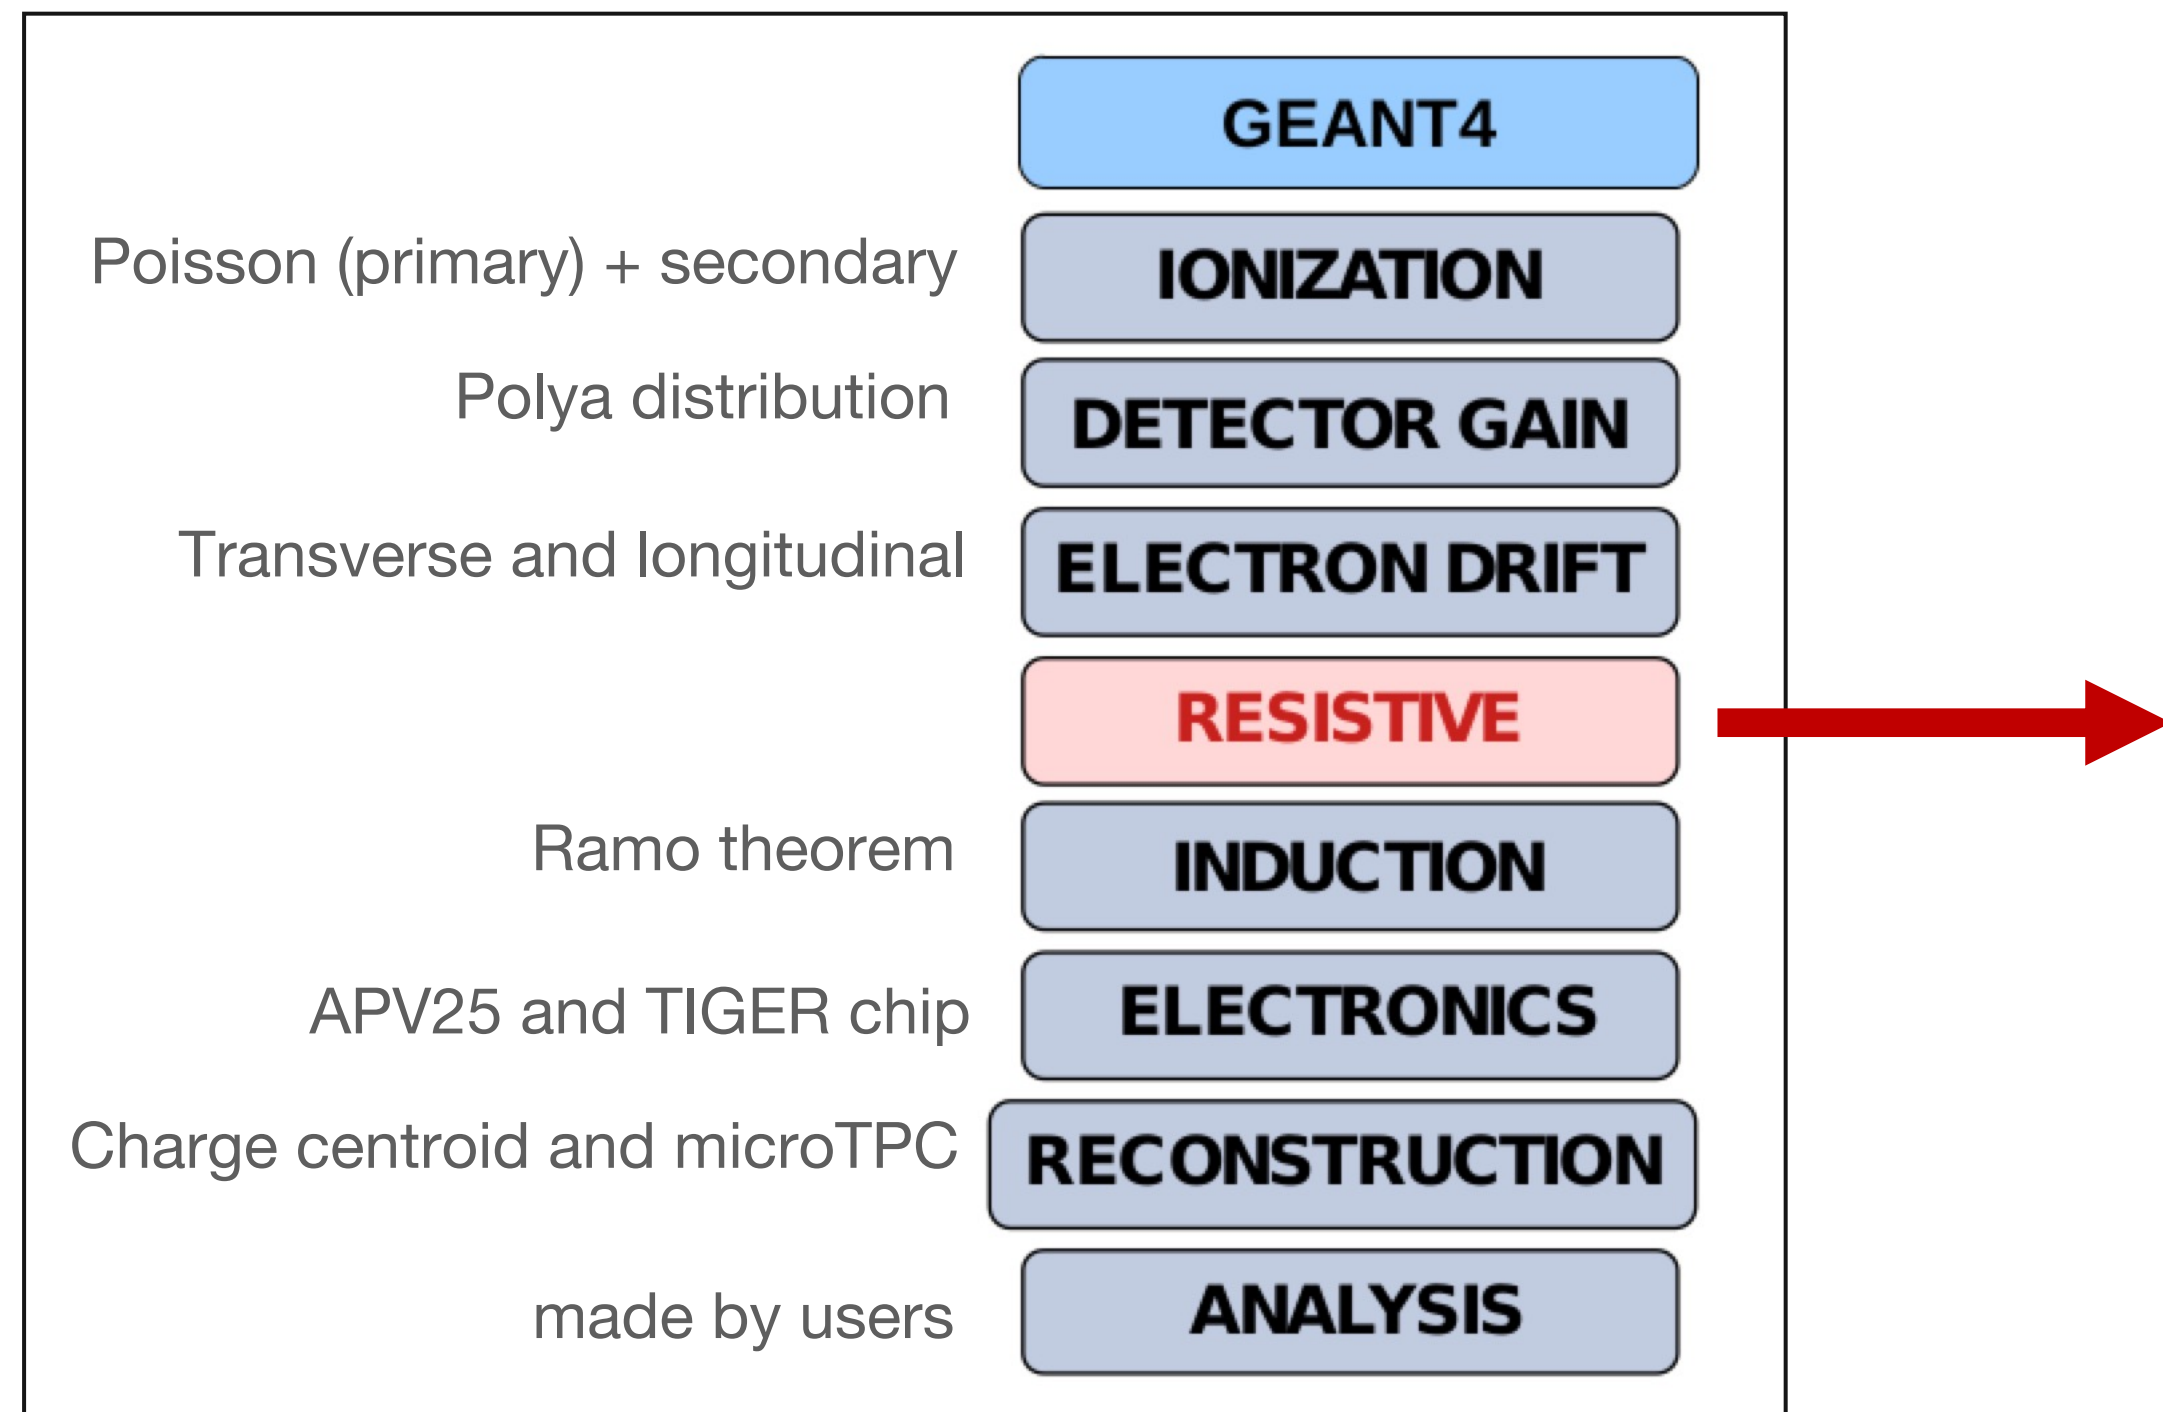 GEANT4
Poisson (primary) + secondary
IONIZATION
Polya distribution
DETECTOR GAIN
Transverse and longitudinal
ELECTRON DRIFT
RESISTIVE
Ramo theorem
INDUCTION
APV25 and TIGER chip
ELECTRONICS
Charge centroid and microTPC
RECONSTRUCTION
made by users
ANALYSIS